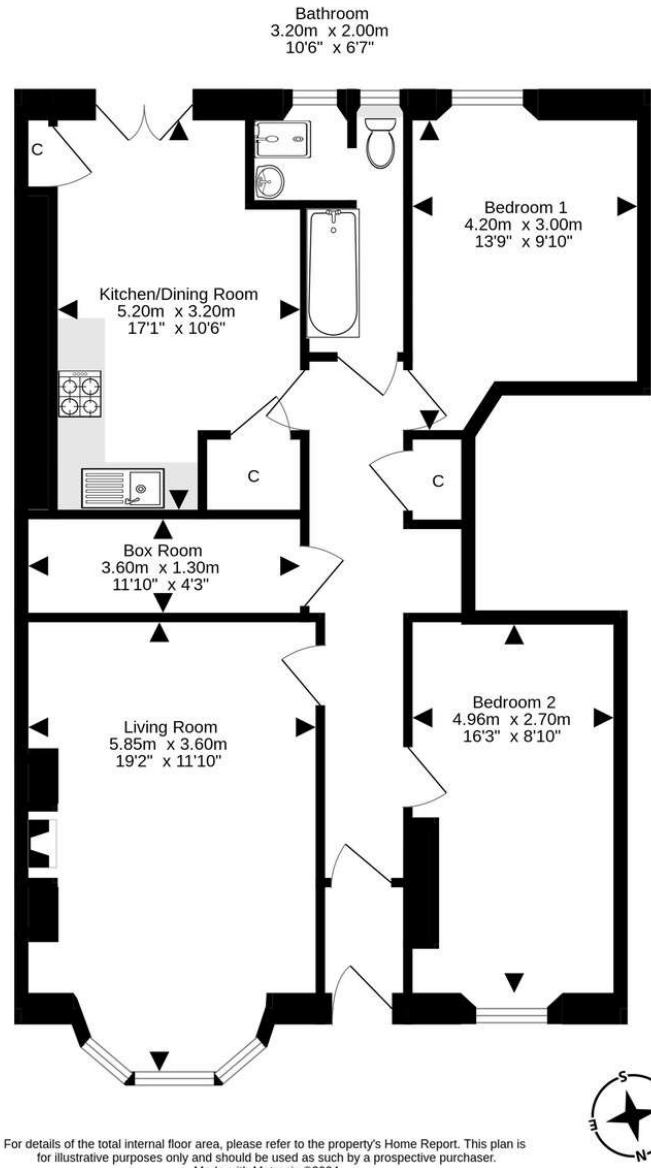 Bathroom
3.20m x 2.00m
10'6" x 6'7"
C
Bedroom 1
4.20m x 3.00m
13'9" x 9'10"
Kitchen/Dining Room
5.20m x 3.20m
17'1" x 10'6"
C
C
Box Room
3.60m x 1.30m
11'10" x 4'3"
Living Room
5.85m x 3.60m
19'2" x 11'10"
Bedroom 2
4.96m x 2.70m
16'3" x 8'10"
S
E
N
For details of the total internal floor area, please refer to the property's Home Report. This plan is
for illustrative purposes only and should be used as such by a prospective purchaser.